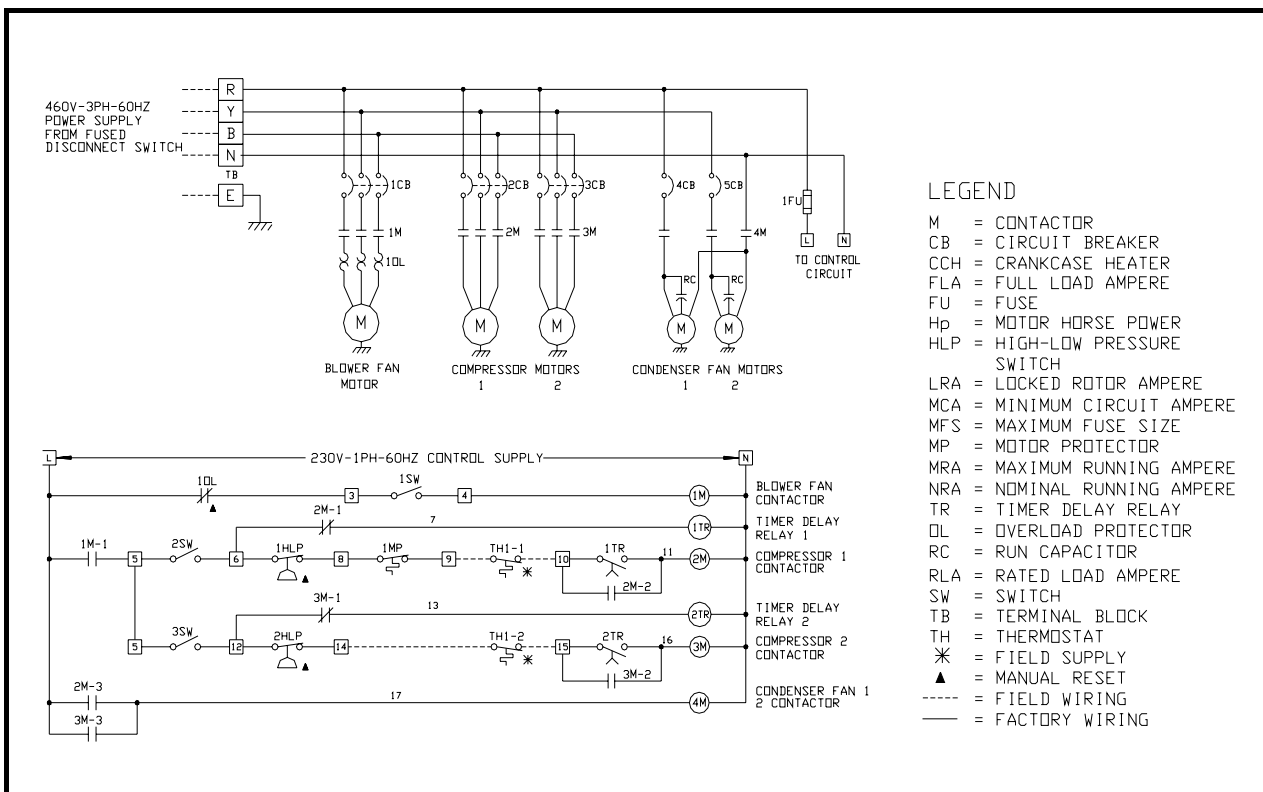 460V-3PH-60HZ
POWER SUPPLY
FROM FUSED
DISCONNECT SWITCH
R
Y
B
N
TB
E
1CB
2CB
3CB
4CB
5CB
1FU
1M
2M
3M
4M
L
N
TO CONTROL
CIRCUIT
1OL
RC
RC
M
M
M
M
M
BLOWER FAN
MOTOR
COMPRESSOR MOTORS
1 2
CONDENSER FAN MOTORS
1 2
LEGEND
M = CONTACTOR
CB = CIRCUIT BREAKER
CCH = CRANKCASE HEATER
FLA = FULL LOAD AMPERE
FU = FUSE
Hp = MOTOR HORSE POWER
HLP = HIGH-LOW PRESSURE
SWITCH
LRA = LOCKED ROTOR AMPERE
MCA = MINIMUM CIRCUIT AMPERE
MFS = MAXIMUM FUSE SIZE
MP = MOTOR PROTECTOR
MRA = MAXIMUM RUNNING AMPERE
NRA = NOMINAL RUNNING AMPERE
TR = TIMER DELAY RELAY
OL = OVERLOAD PROTECTOR
RC = RUN CAPACITOR
RLA = RATED LOAD AMPERE
SW = SWITCH
TB = TERMINAL BLOCK
TH = THERMOSTAT
= FIELD SUPPLY
= MANUAL RESET
= FIELD WIRING
= FACTORY WIRING
L
230V-1PH-60HZ CONTROL SUPPLY
N
1OL
3
1SW
4
1M
BLOWER FAN
CONTACTOR
2M-1
7
1TR
TIMER DELAY
RELAY 1
1M-1
5
2SW
6
1HLP
8
1MP
9
TH1-1
10
1TR
11
2M
COMPRESSOR 1
CONTACTOR
2M-2
3M-1
13
2TR
TIMER DELAY
RELAY 2
5
3SW
12
2HLP
14
TH1-2
15
2TR
16
3M
COMPRESSOR 2
CONTACTOR
3M-2
2M-3
17
4M
CONDENSER FAN 1
2 CONTACTOR
3M-3